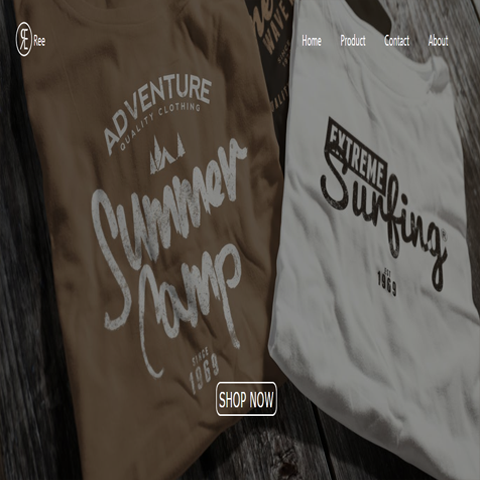 RE Ree
Home Product Contact About
WAVE
ADVENTURE
QUALITY CLOTHING
Summer
Camp
SINCE
1969
EXTREME
Surfing
EST
1969
SHOP NOW